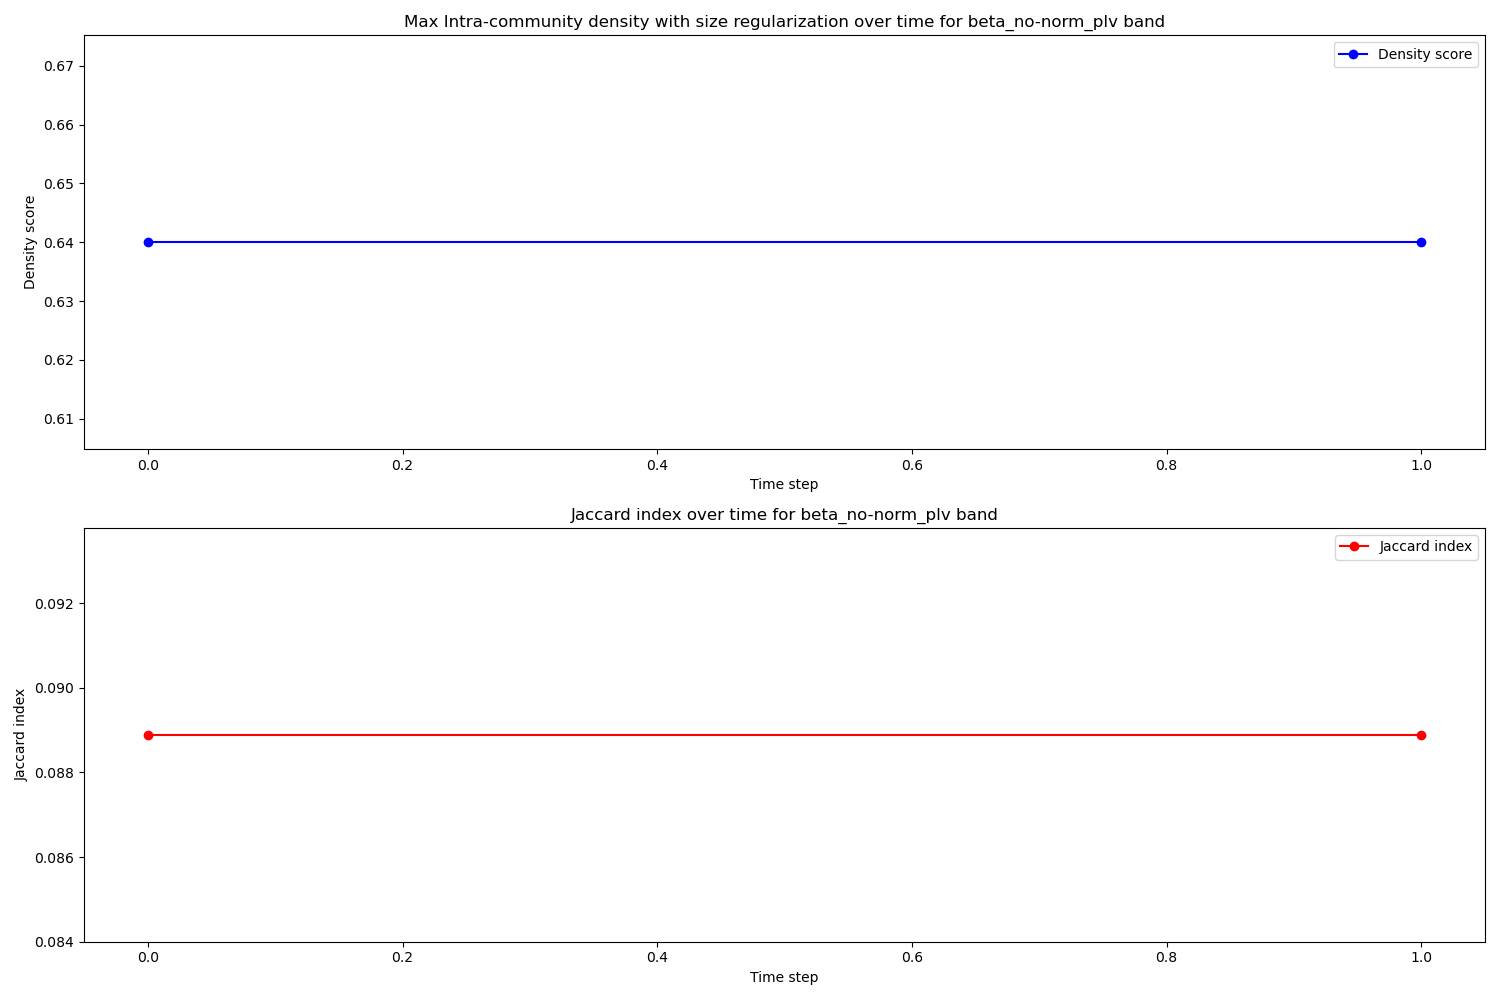 Max Intra-community density with size regularization over time for beta_no-norm_plv band
Density score
0.67
0.66
0.65
0.64
0.63
0.62
0.61
Density score
0.0 0.2 0.4 0.6 0.8 1.0
Time step
Jaccard index over time for beta_no-norm_plv band
Jaccard index
0.092
0.090
0.088
0.086
0.084
Jaccard index
0.0 0.2 0.4 0.6 0.8 1.0
Time step